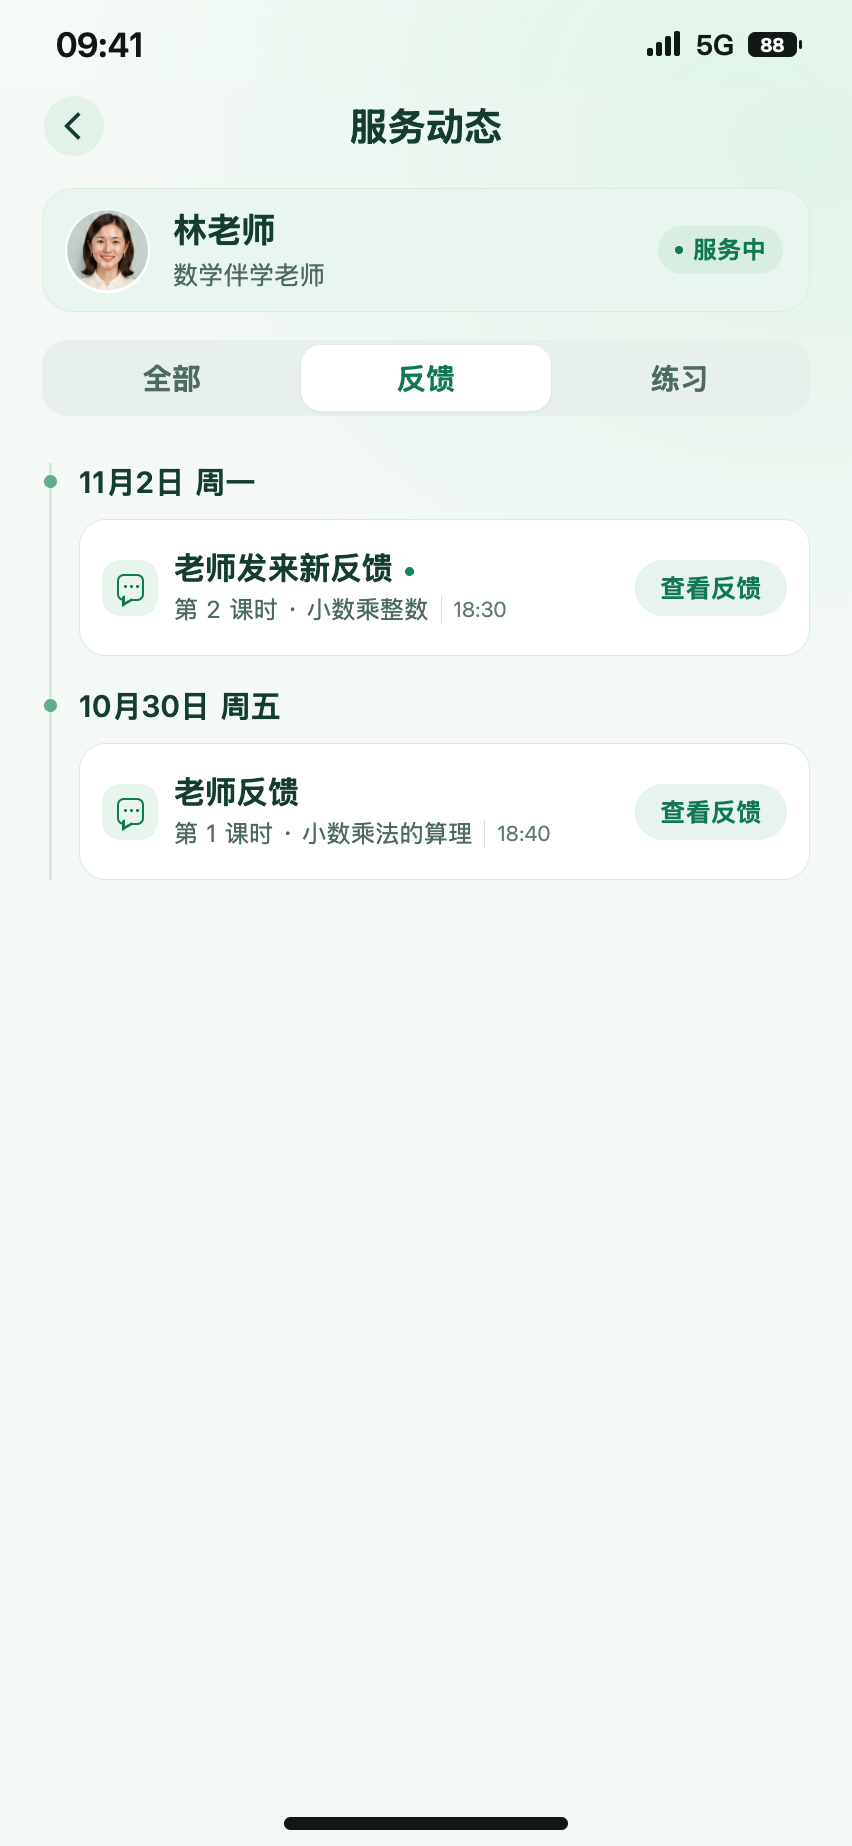 09:41
5G 88
服务动态
林老师
数学伴学老师
服务中
全部 反馈 练习
11月2日 周一
老师发来新反馈
第 2 课时 · 小数乘整数 18:30
查看反馈
10月30日 周五
老师反馈
第 1 课时 · 小数乘法的算理 18:40
查看反馈